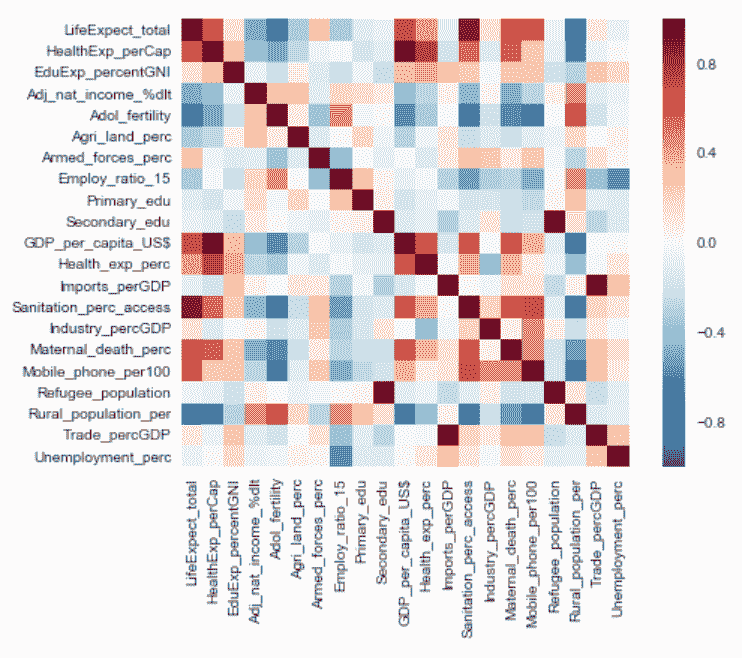 LifeExpect_total
HealthExp_perCap
EduExp_percentGNI
Adj_nat_income_%dlt
Adol_fertility
Agri_land_perc
Armed_forces_perc
Employ_ratio_15
Primary_edu
Secondary_edu
GDP_per_capita_US$
Health_exp_perc
Imports_perGDP
Sanitation_perc_access
Industry_percGDP
Maternal_death_perc
Mobile_phone_per100
Refugee_population
Rural_population_per
Trade_percGDP
Unemployment_perc
0.8
0.4
0.0
−0.4
−0.8
LifeExpect_total
HealthExp_perCap
EduExp_percentGNI
Adj_nat_income_%dlt
Adol_fertility
Agri_land_perc
Armed_forces_perc
Employ_ratio_15
Primary_edu
Secondary_edu
GDP_per_capita_US$
Health_exp_perc
Imports_perGDP
Sanitation_perc_access
Industry_percGDP
Maternal_death_perc
Mobile_phone_per100
Refugee_population
Rural_population_per
Trade_percGDP
Unemployment_perc